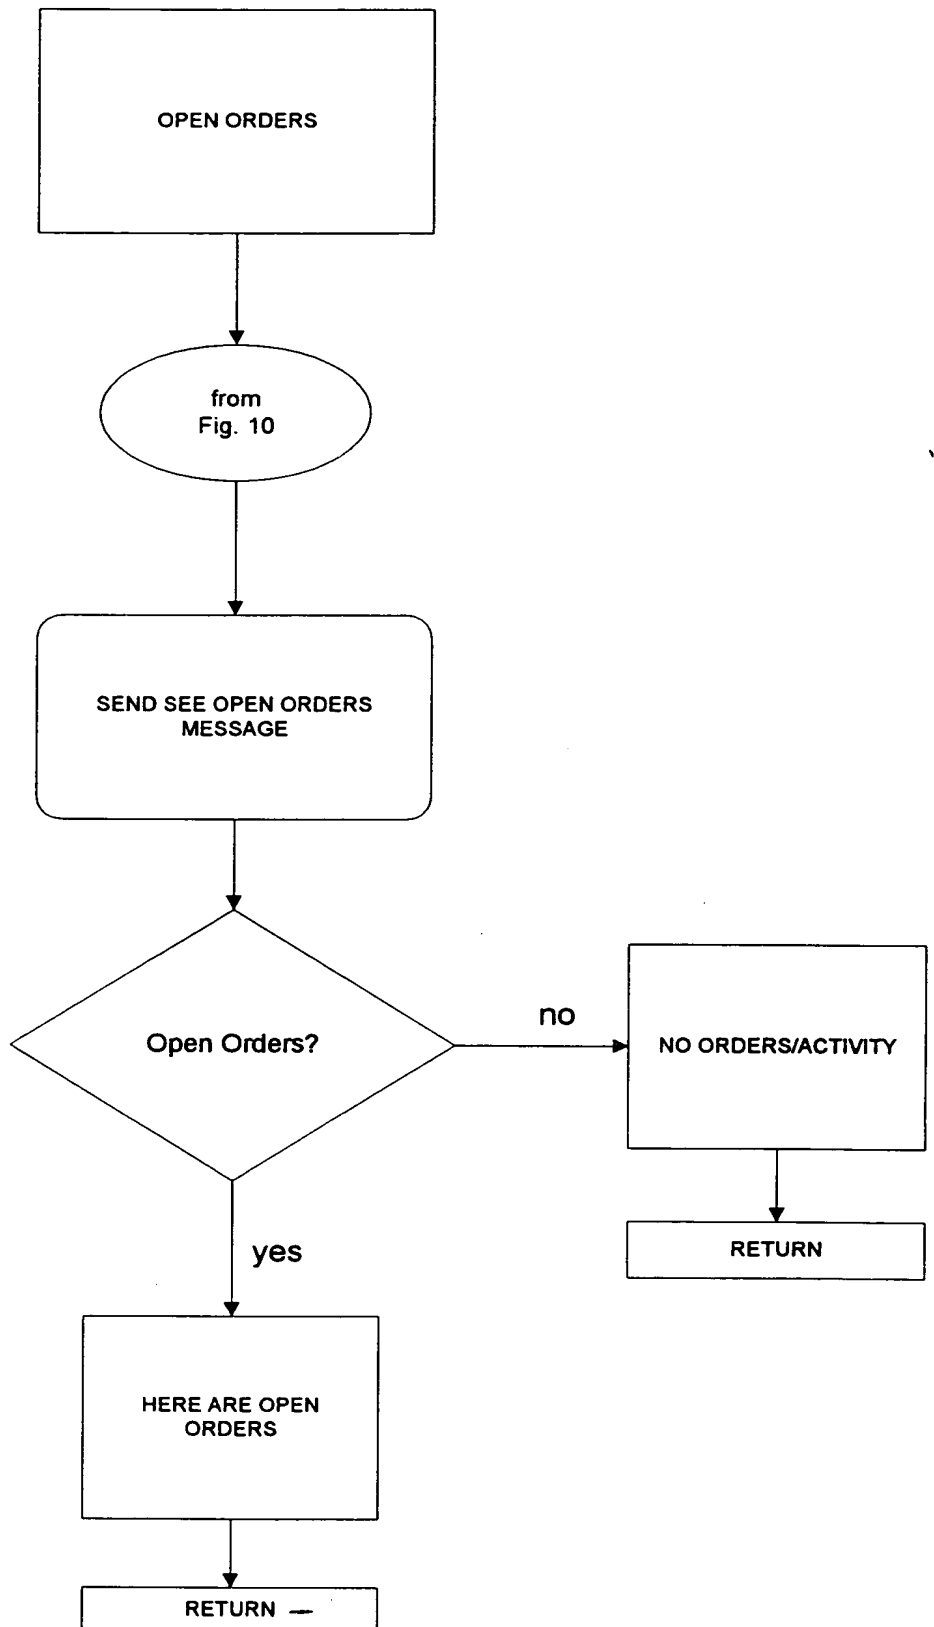 OPEN ORDERS
from
Fig. 10
SEND SEE OPEN ORDERS
MESSAGE
Open Orders?
no
NO ORDERS/ACTIVITY
RETURN
yes
HERE ARE OPEN
ORDERS
RETURN